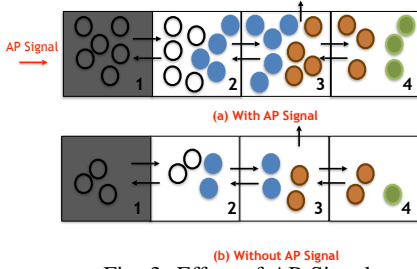 AP Signal
1 2 3 4
(a) With AP Signal
1 2 3 4
(b) Without AP Signal